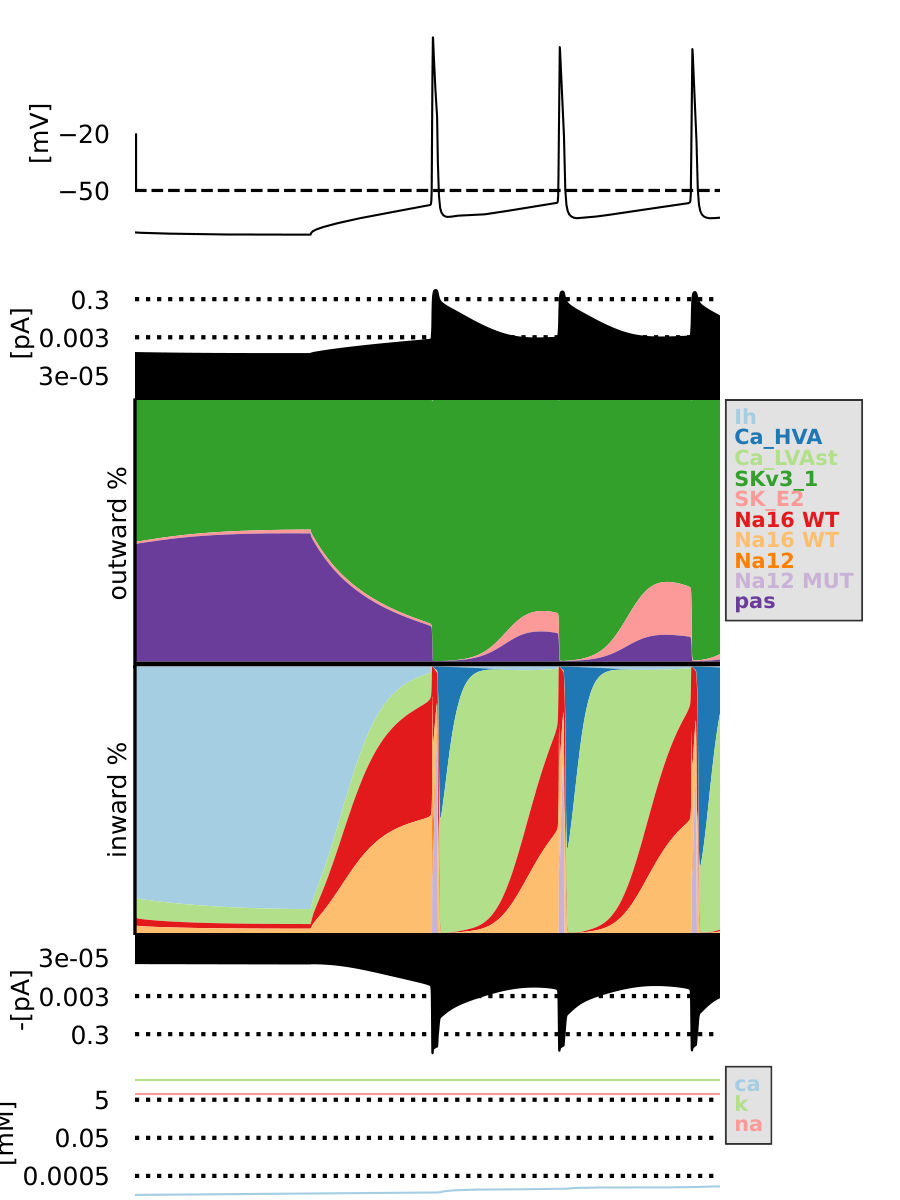 [mV]
−20
−50
[pA]
0.3
0.003
3e-05
outward %
Ih
Ca_HVA
Ca_LVAst
SKv3_1
SK_E2
Na16 WT
Na16 WT
Na12
Na12 MUT
pas
inward %
-[pA]
3e-05
0.003
0.3
[mM]
5
0.05
0.0005
ca
k
na